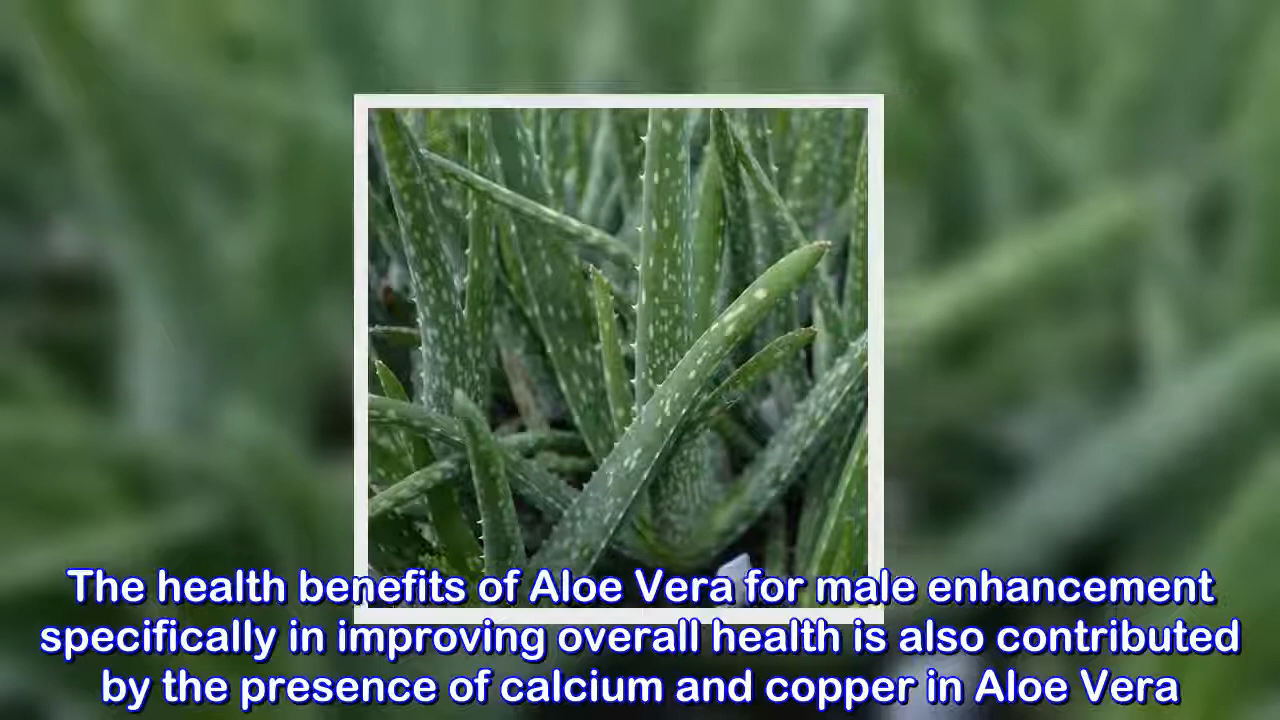 The health benefits of Aloe Vera for male enhancement
specifically in improving overall health is also contributed
by the presence of calcium and copper in Aloe Vera